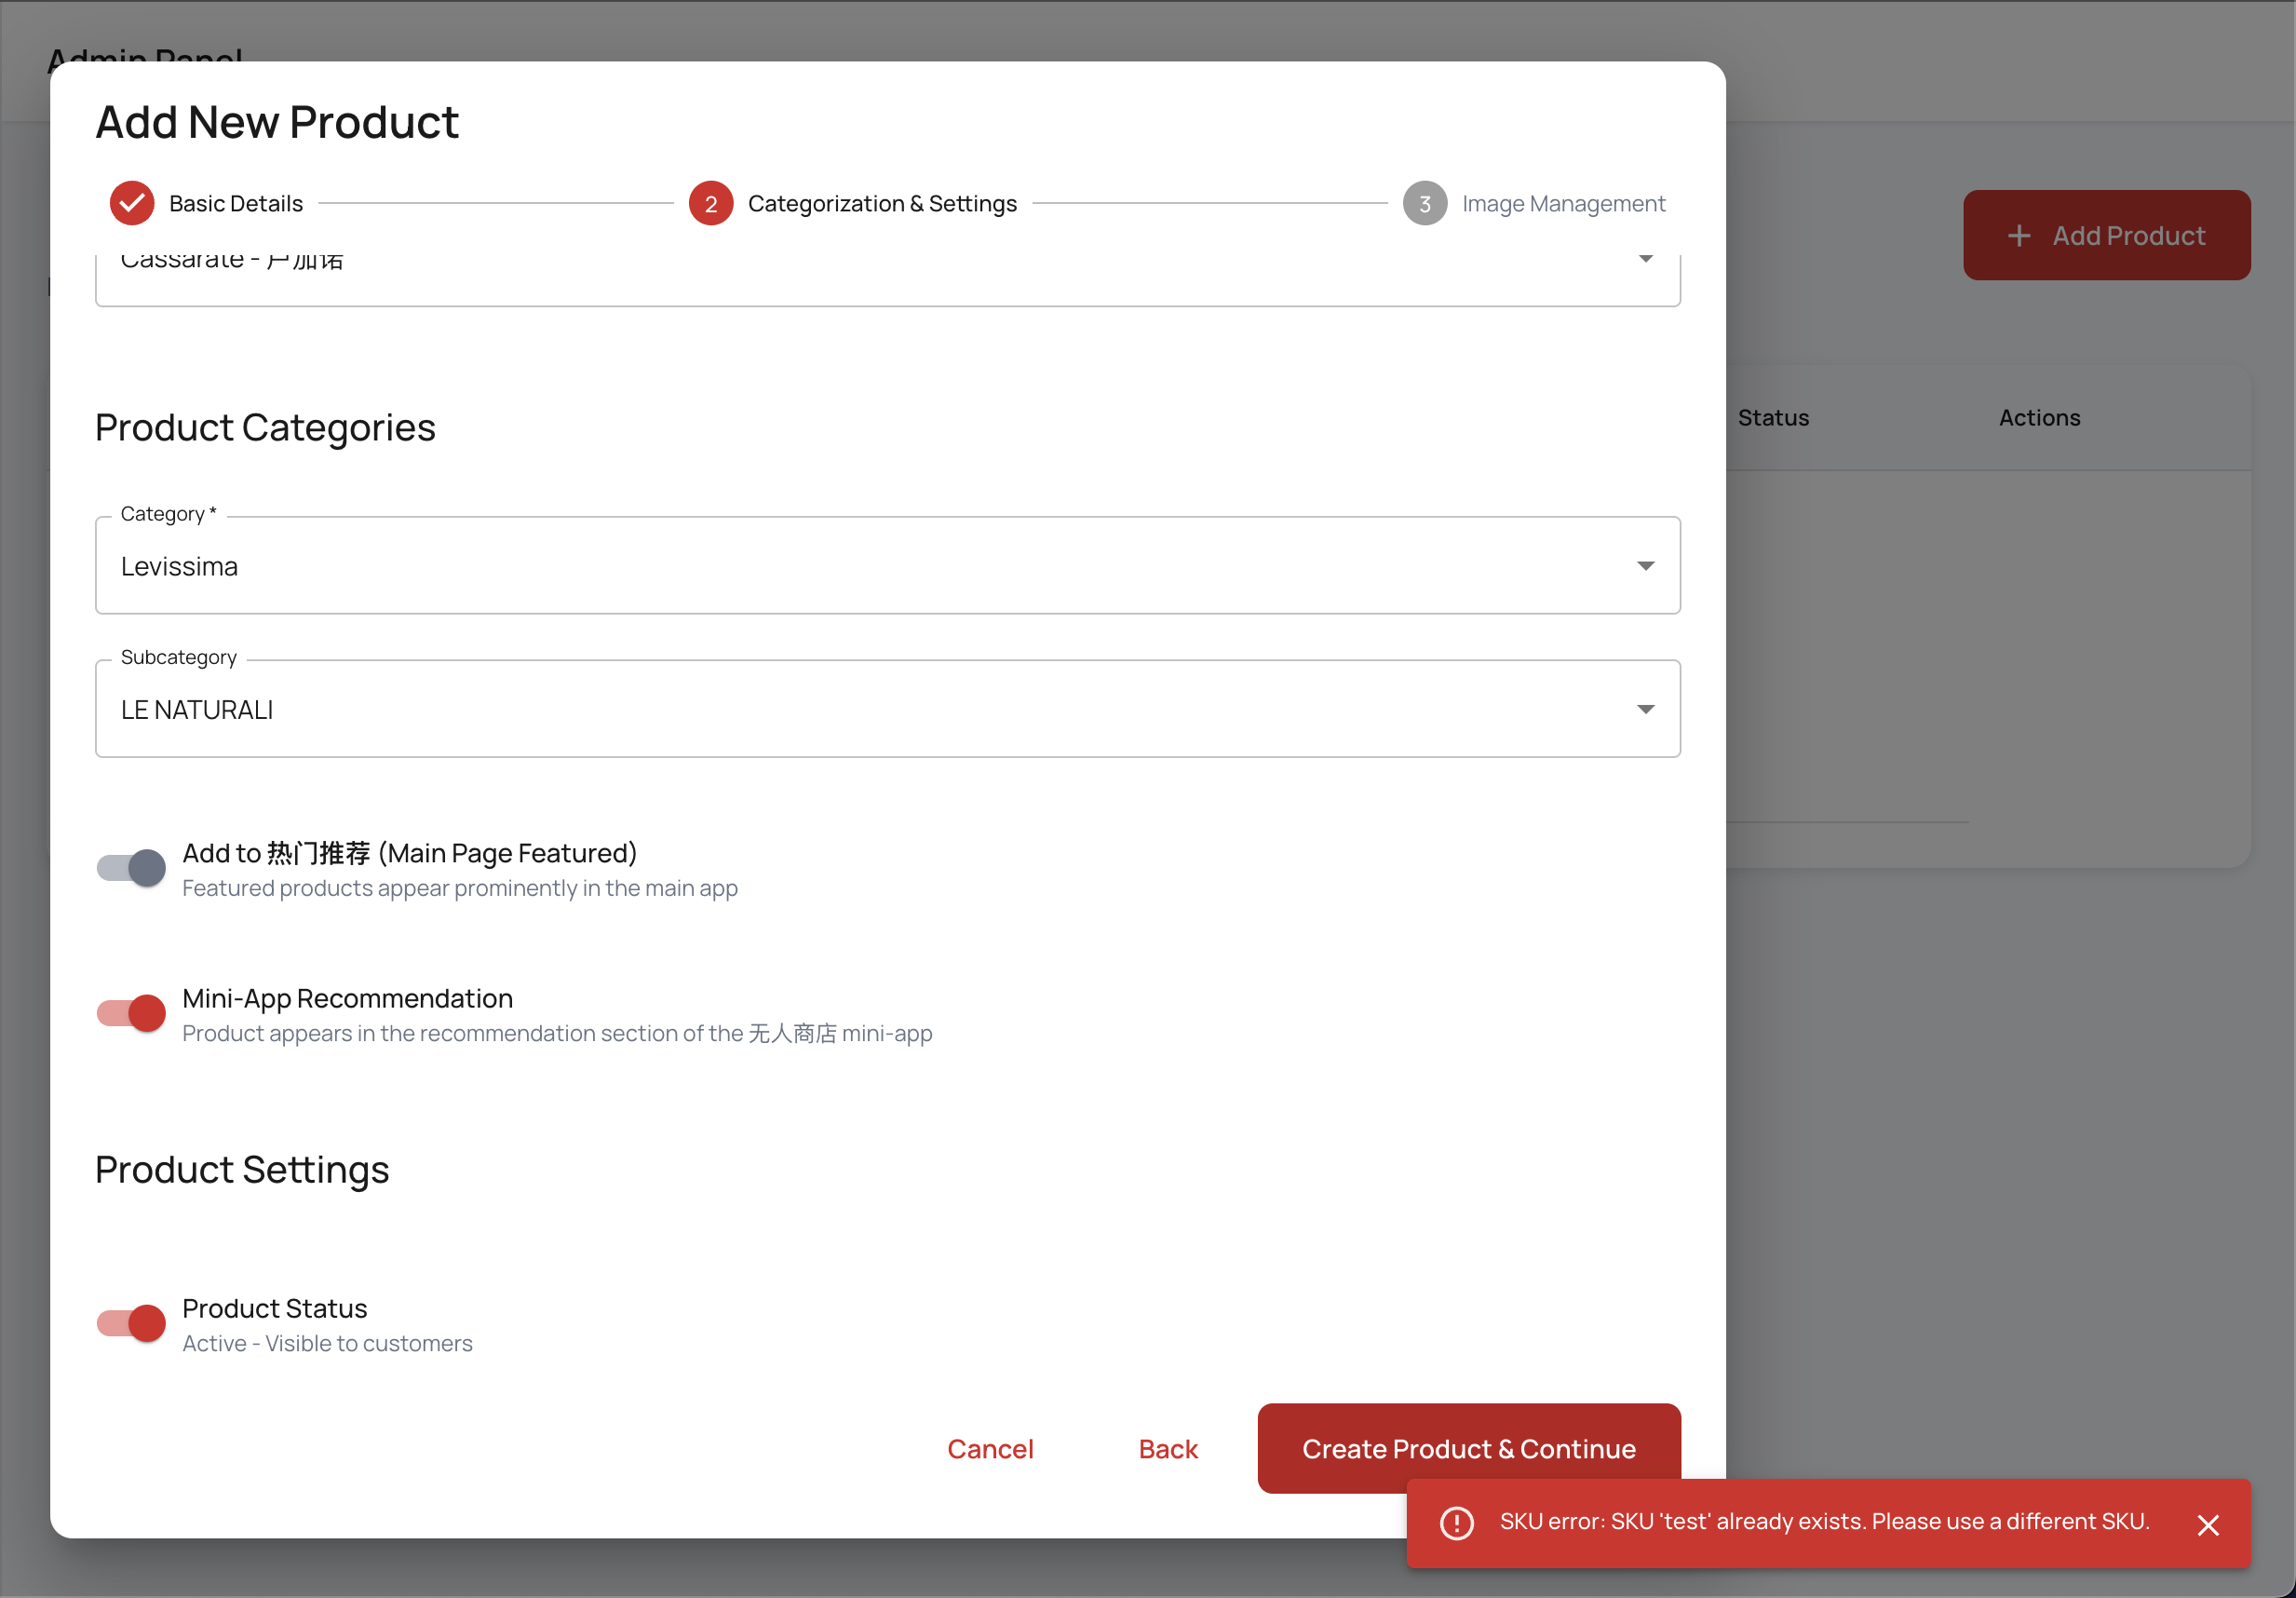 Admin Panel
Add New Product
Basic Details
2
Categorization & Settings
3
Image Management
+ Add Product
Cassarate - 卢加诺
Product Categories
Status
Actions
Category *
Levissima
Subcategory
LE NATURALI
Add to 热门推荐 (Main Page Featured)
Featured products appear prominently in the main app
Mini-App Recommendation
Product appears in the recommendation section of the 无人商店 mini-app
Product Settings
Product Status
Active - Visible to customers
Cancel
Back
Create Product & Continue
SKU error: SKU 'test' already exists. Please use a different SKU.